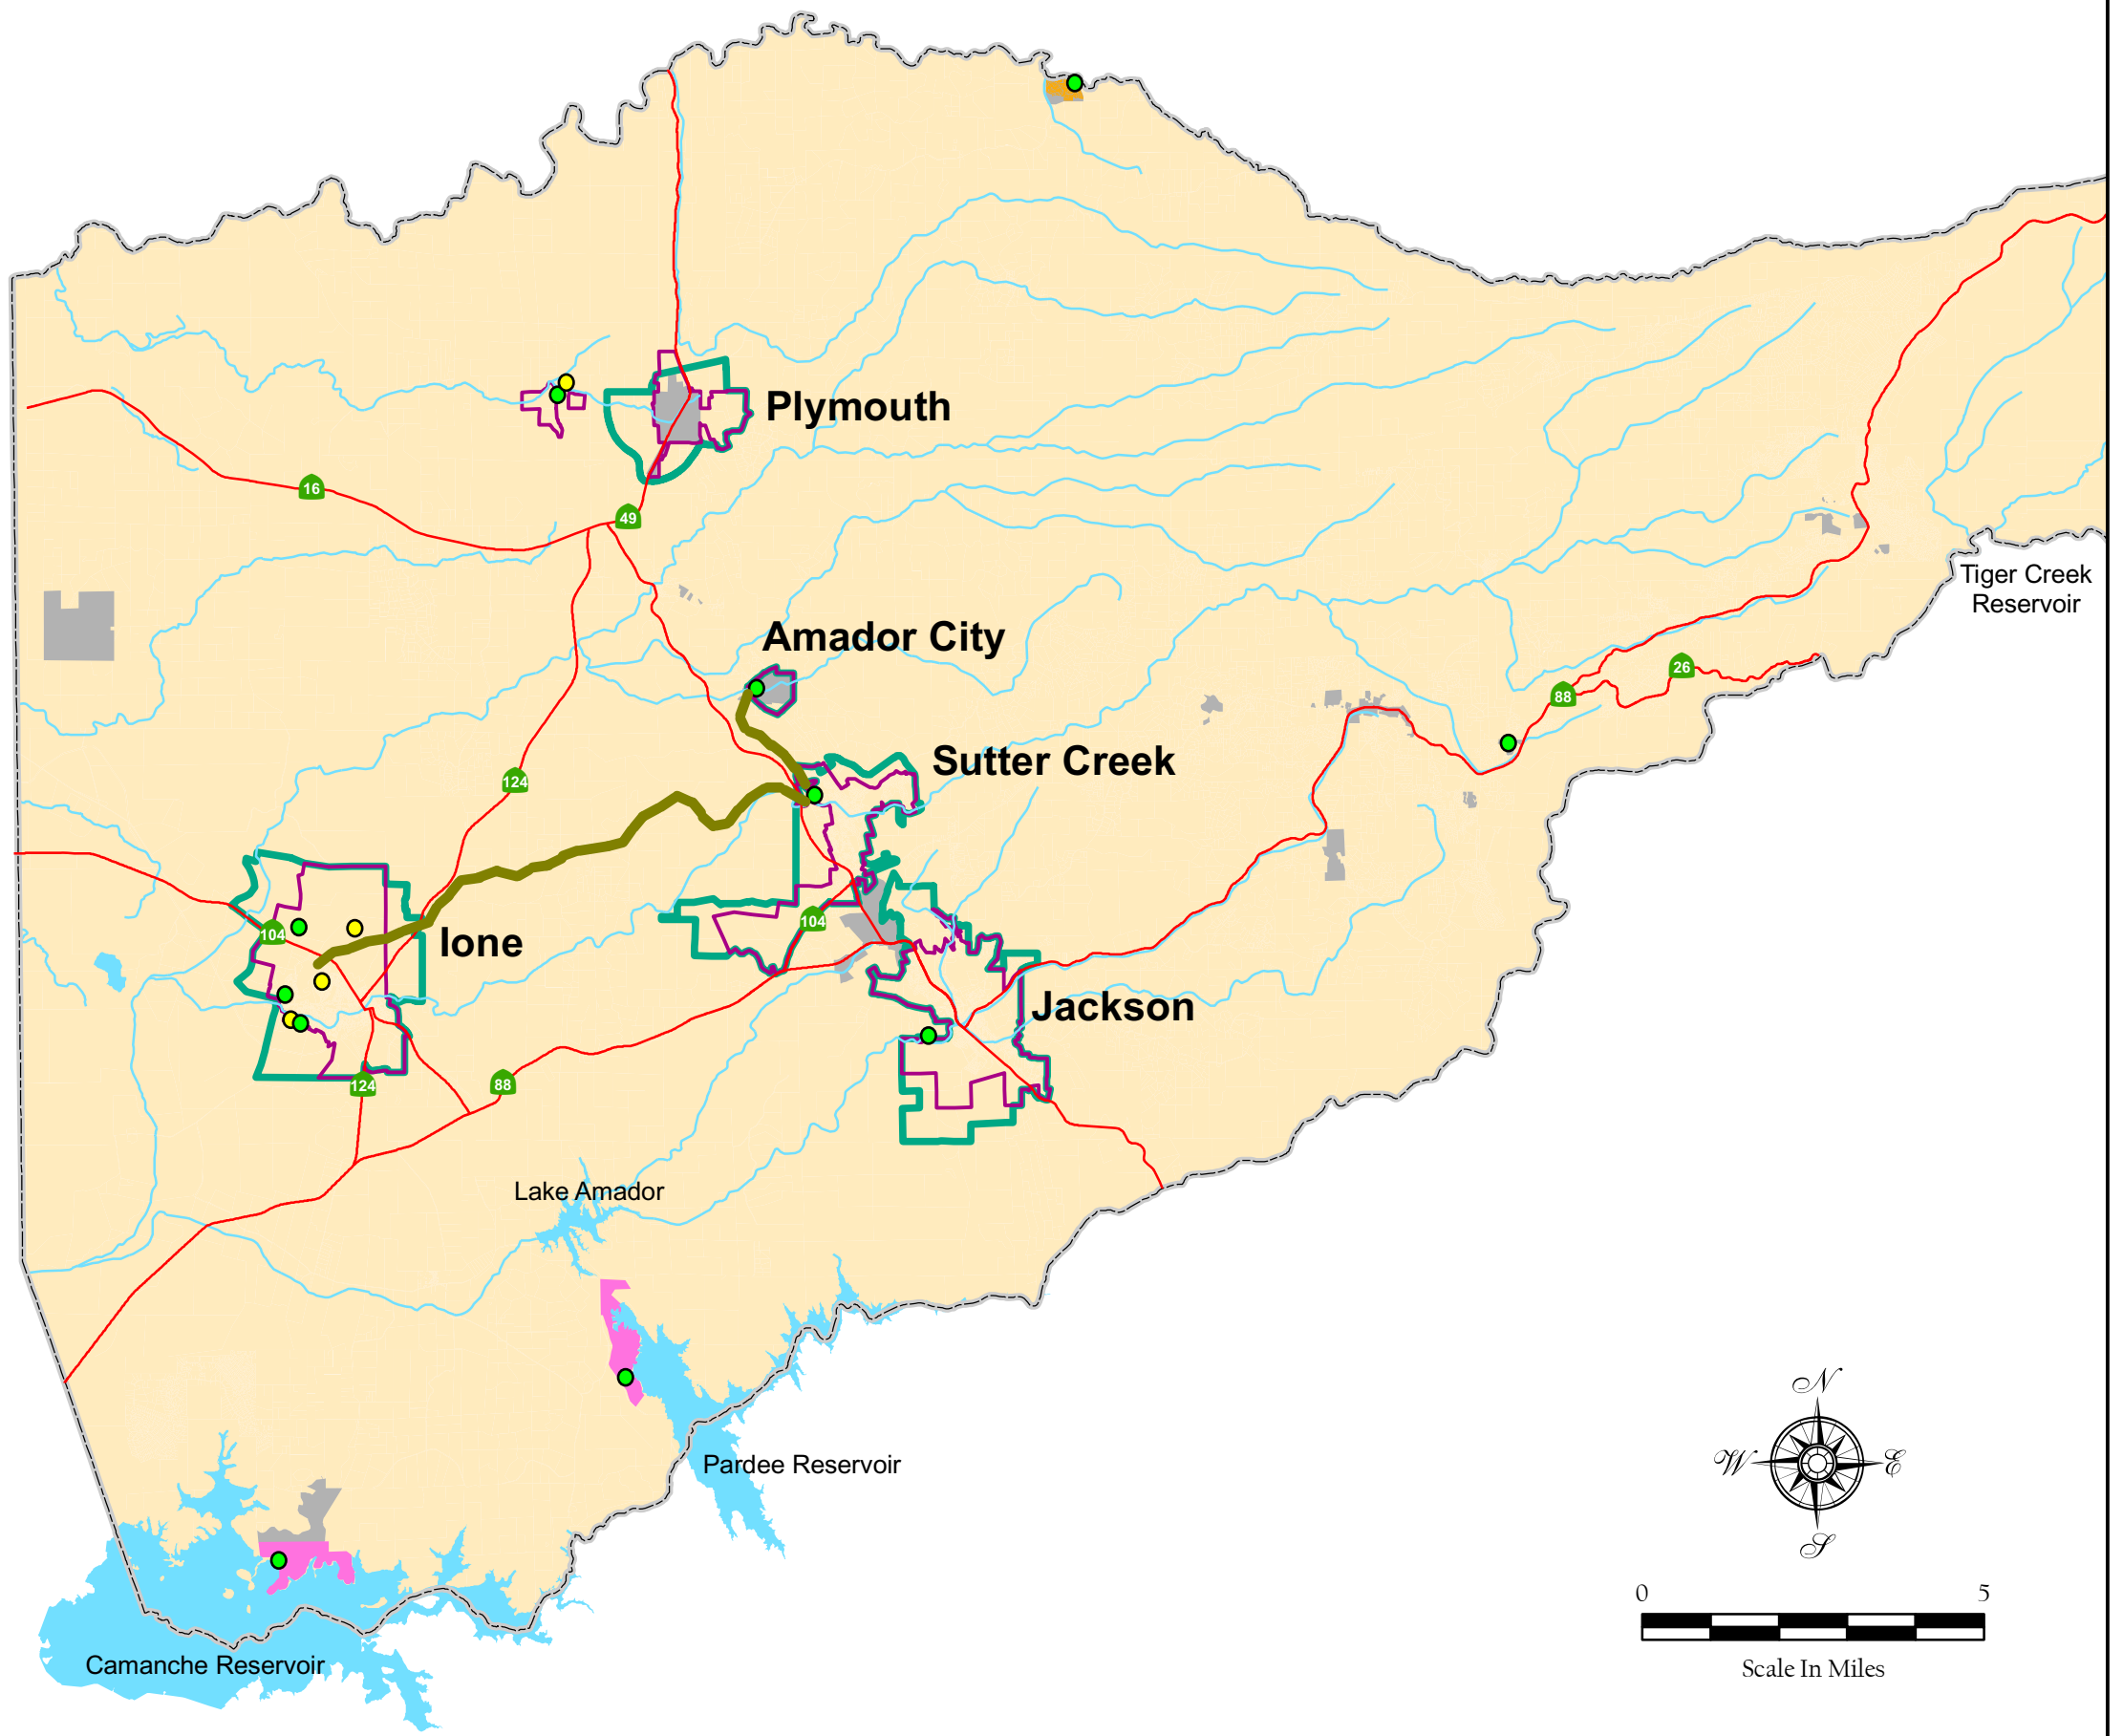 Plymouth
16
49
Tiger Creek
Reservoir
Amador City
26
88
Sutter Creek
124
104
104
Ione
Jackson
124
88
Lake Amador
N
W
E
S
Pardee Reservoir
0 5
Scale In Miles
Camanche Reservoir